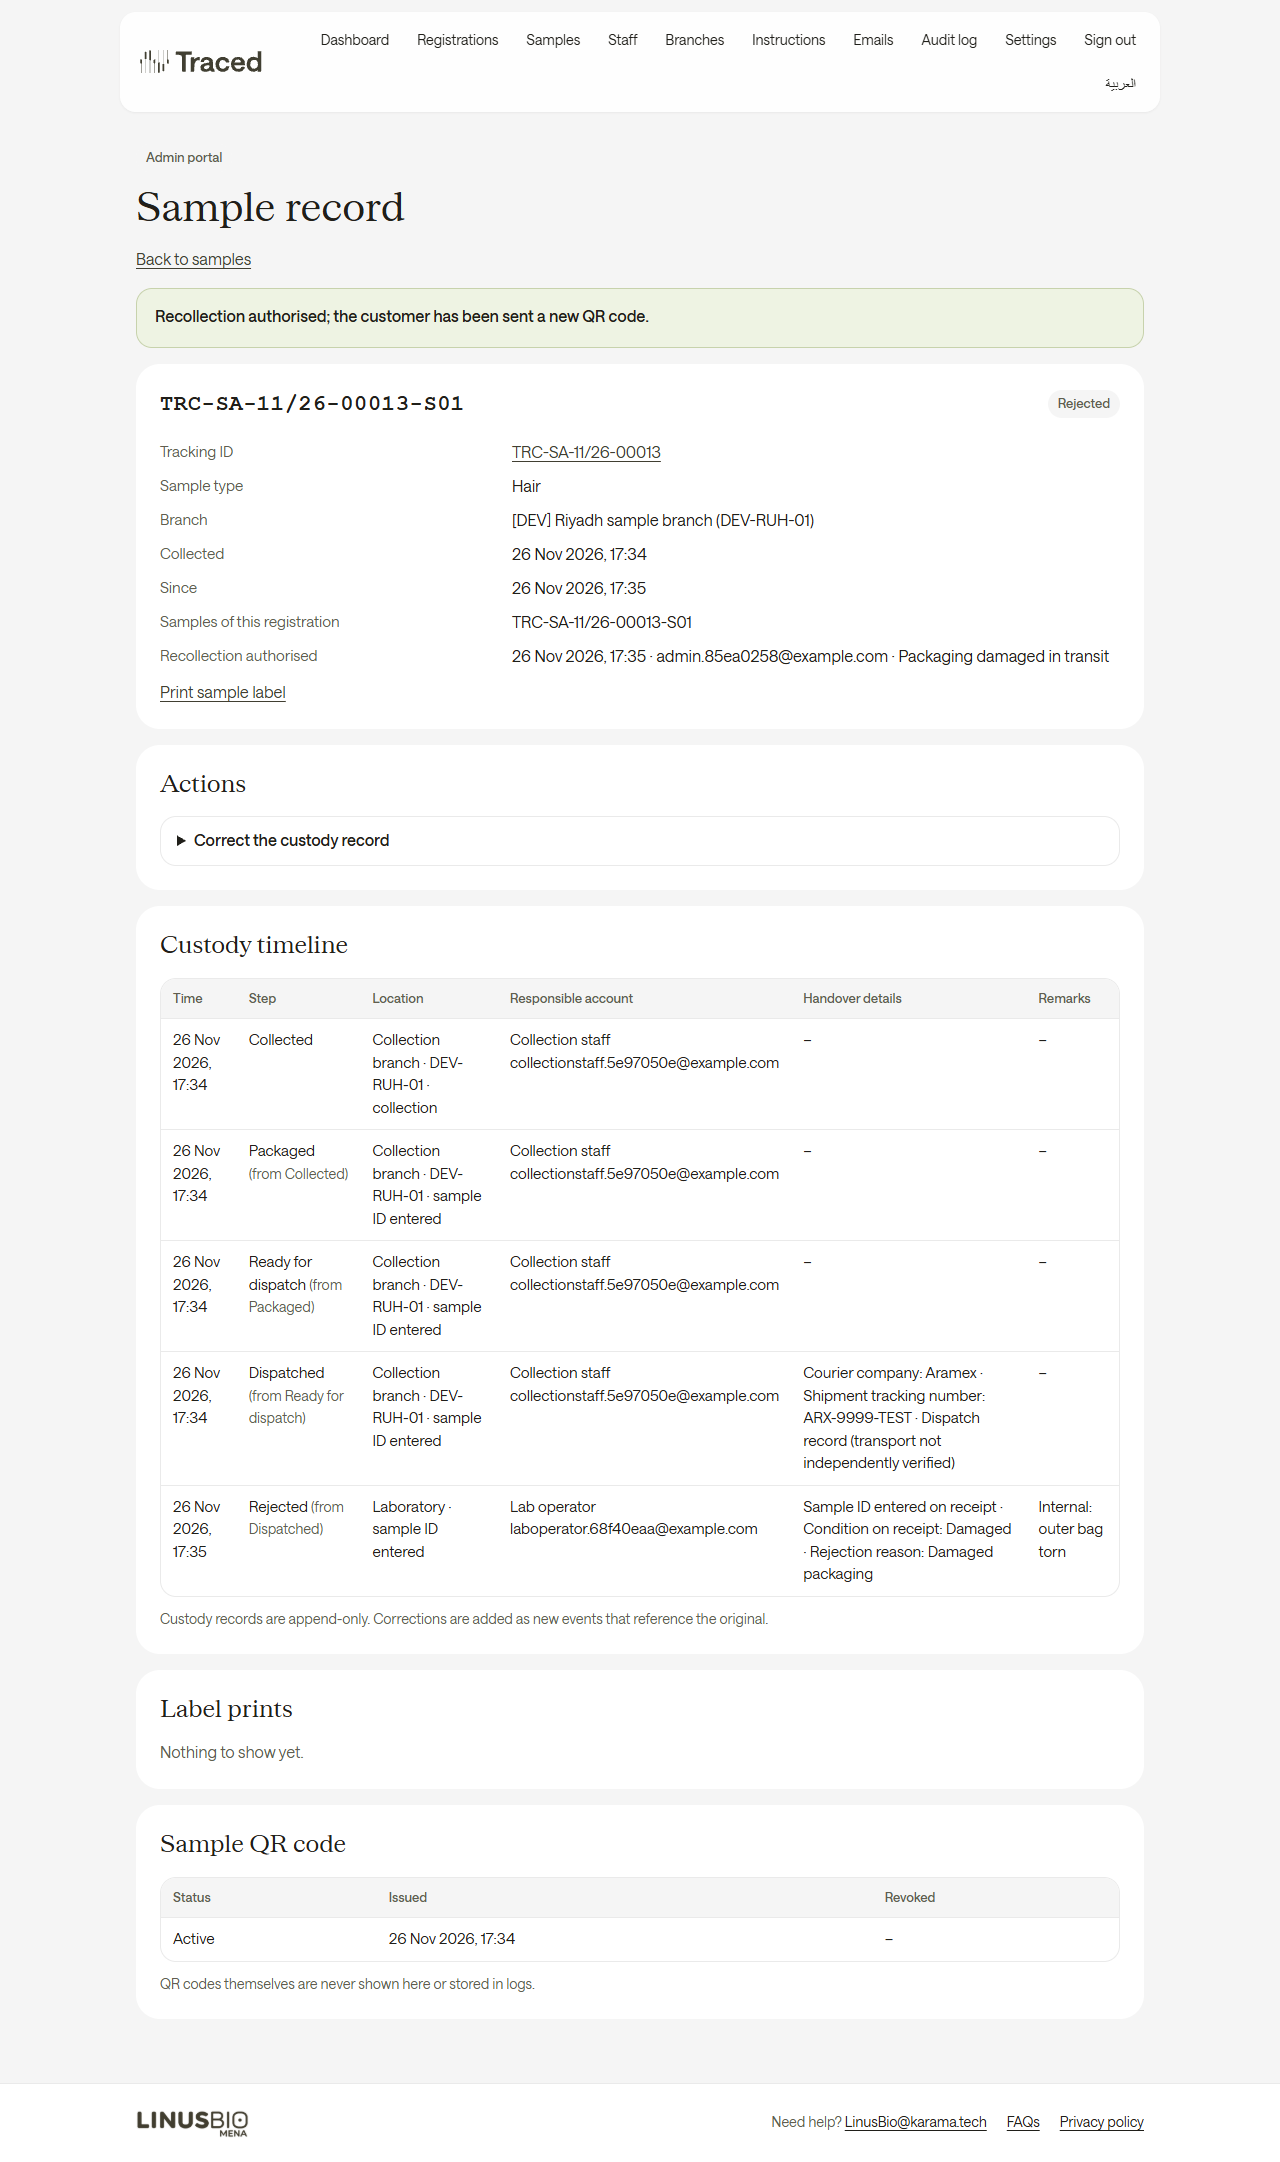 Traced
Dashboard Registrations Samples Staff Branches Instructions Emails Audit log Settings Sign out
العربية
Admin portal
Sample record
Back to samples
Recollection authorised; the customer has been sent a new QR code.
TRC-SA-11/26-00013-S01 Rejected
Tracking ID TRC-SA-11/26-00013
Sample type Hair
Branch [DEV] Riyadh sample branch (DEV-RUH-01)
Collected 26 Nov 2026, 17:34
Since 26 Nov 2026, 17:35
Samples of this registration TRC-SA-11/26-00013-S01
Recollection authorised 26 Nov 2026, 17:35 · admin.85ea0258@example.com · Packaging damaged in transit
Print sample label
Actions
Correct the custody record
Custody timeline
Time Step Location Responsible account Handover details Remarks
26 Nov Collected Collection Collection staff – –
2026, branch · DEV- collectionstaff.5e97050e@example.com
17:34 RUH-01 ·
collection
26 Nov Packaged Collection Collection staff – –
2026, (from Collected) branch · DEV- collectionstaff.5e97050e@example.com
17:34 RUH-01 · sample
ID entered
26 Nov Ready for Collection Collection staff – –
2026, dispatch (from branch · DEV- collectionstaff.5e97050e@example.com
17:34 Packaged) RUH-01 · sample
ID entered
26 Nov Dispatched Collection Collection staff Courier company: Aramex · –
2026, (from Ready for branch · DEV- collectionstaff.5e97050e@example.com Shipment tracking number:
17:34 dispatch) RUH-01 · sample ARX-9999-TEST · Dispatch
ID entered record (transport not
independently verified)
26 Nov Rejected (from Laboratory · Lab operator Sample ID entered on receipt · Internal:
2026, Dispatched) sample ID laboperator.68f40eaa@example.com Condition on receipt: Damaged outer bag
17:35 entered · Rejection reason: Damaged torn
packaging
Custody records are append-only. Corrections are added as new events that reference the original.
Label prints
Nothing to show yet.
Sample QR code
Status Issued Revoked
Active 26 Nov 2026, 17:34 –
QR codes themselves are never shown here or stored in logs.
LINUSBIO
MENA
Need help? LinusBio@karama.tech FAQs Privacy policy